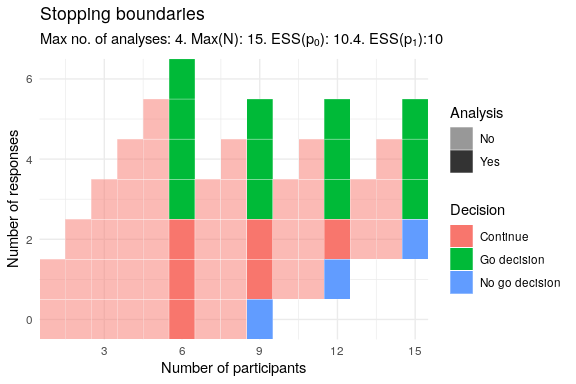 Stopping boundaries
Max no. of analyses: 4. Max(N): 15. ESS(p₀): 10.4. ESS(p₁):10
Number of responses
6
4
2
0
3
6
9
12
15
Number of participants
Analysis
No
Yes
Decision
Continue
Go decision
No go decision